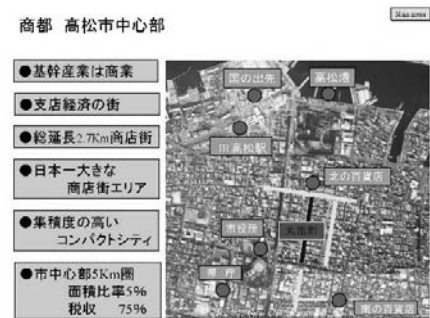 商都 高松市中心部
●基幹産業は商業
●支店経済の街
●総延長2.7Km商店街
●日本一大きな
商店街エリア
●集積度の高い
コンパクトシティ
●市中心部5Km圏
面積比率5%
税収 75%
国の出先
高松港
JR高松駅
北の百貨店
市役所
丸亀町
県庁
南の百貨店